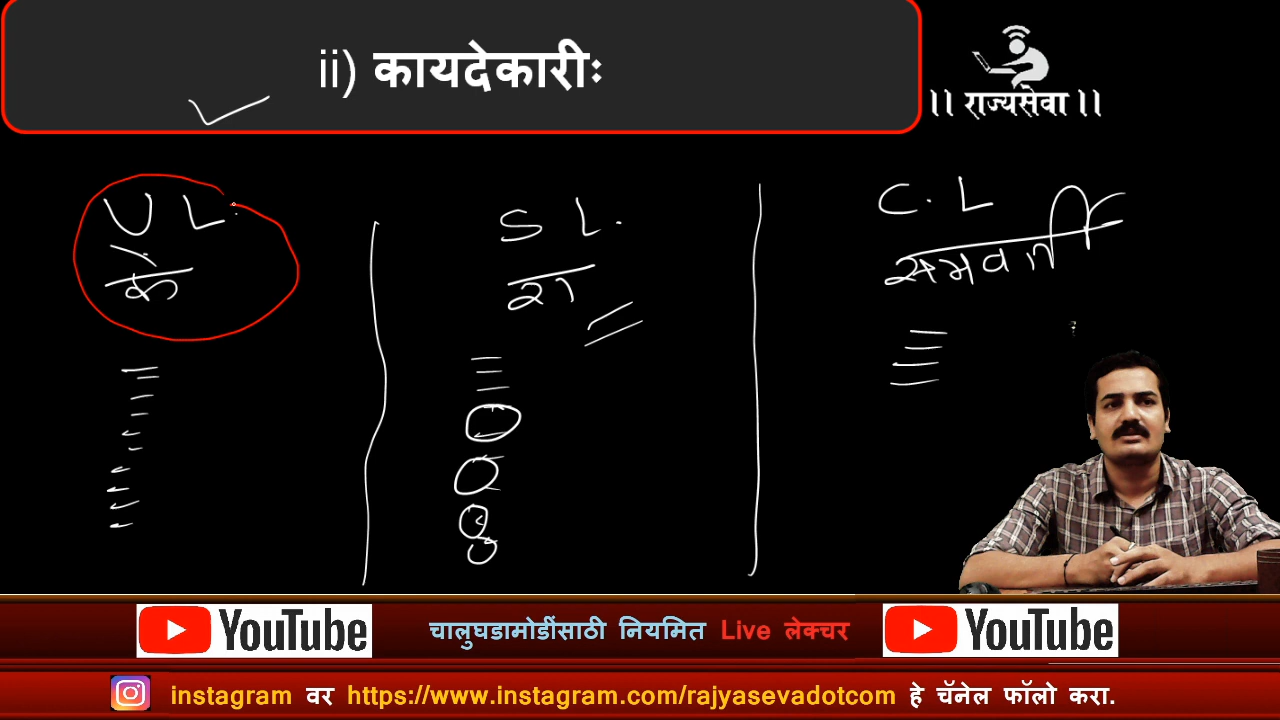 ii) कायदेकारीः
।। राज्यसेवा ।।
U L.
के
S L.
रा
C. L
समवर्ती
YouTube
चालुघडामोडींसाठी नियमित Live लेक्चर
YouTube
instagram वर https://www.instagram.com/rajyasevadotcom हे चॅनेल फॉलो करा.